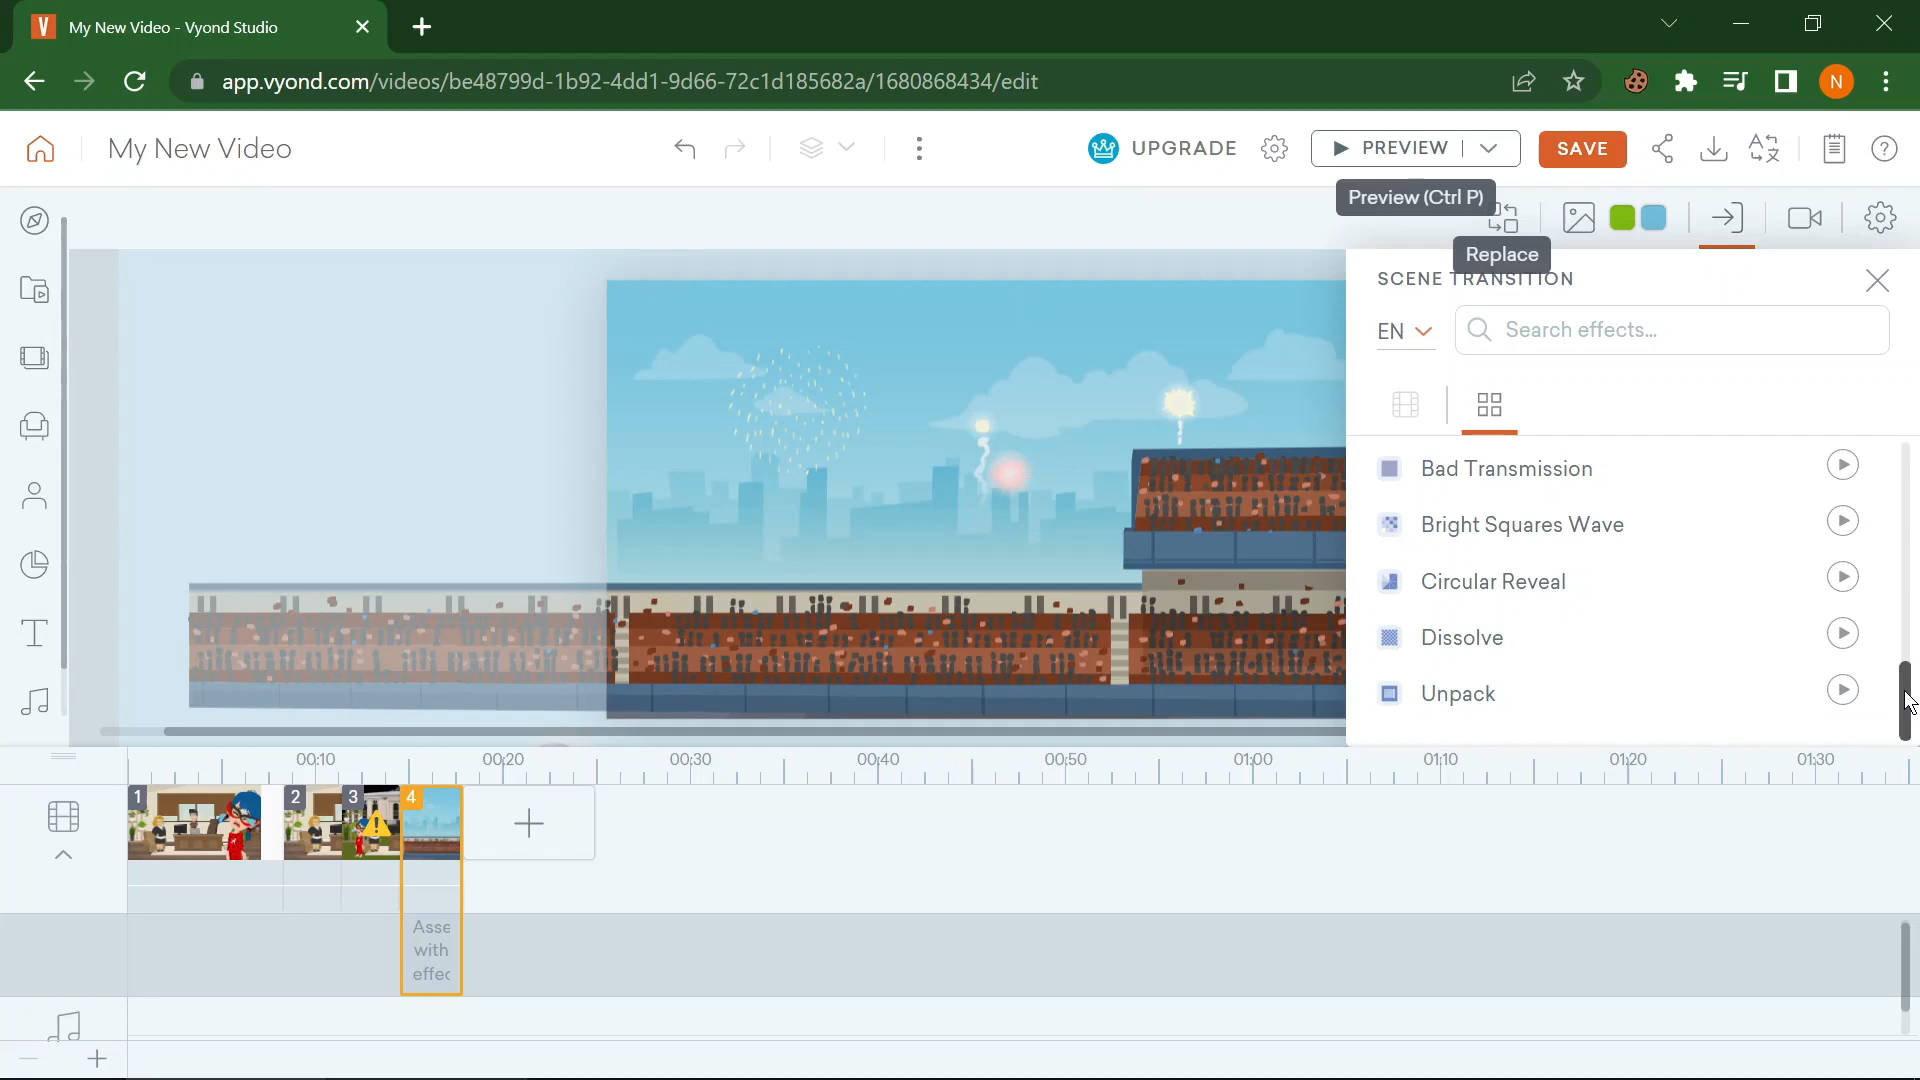 My New Video - Vyond Studio
app.vyond.com/videos/be48799d-1b92-4dd1-9d66-72c1d185682a/1680868434/edit
N
My New Video
UPGRADE
PREVIEW
SAVE
Preview (Ctrl P)
Replace
SCENE TRANSITION
EN
Search effects...
Bad Transmission
Bright Squares Wave
Circular Reveal
Dissolve
Unpack
00:10 00:20 00:30 00:40 00:50 01:00 01:10 01:20 01:30
1 2 3 4
Asse
with
effec